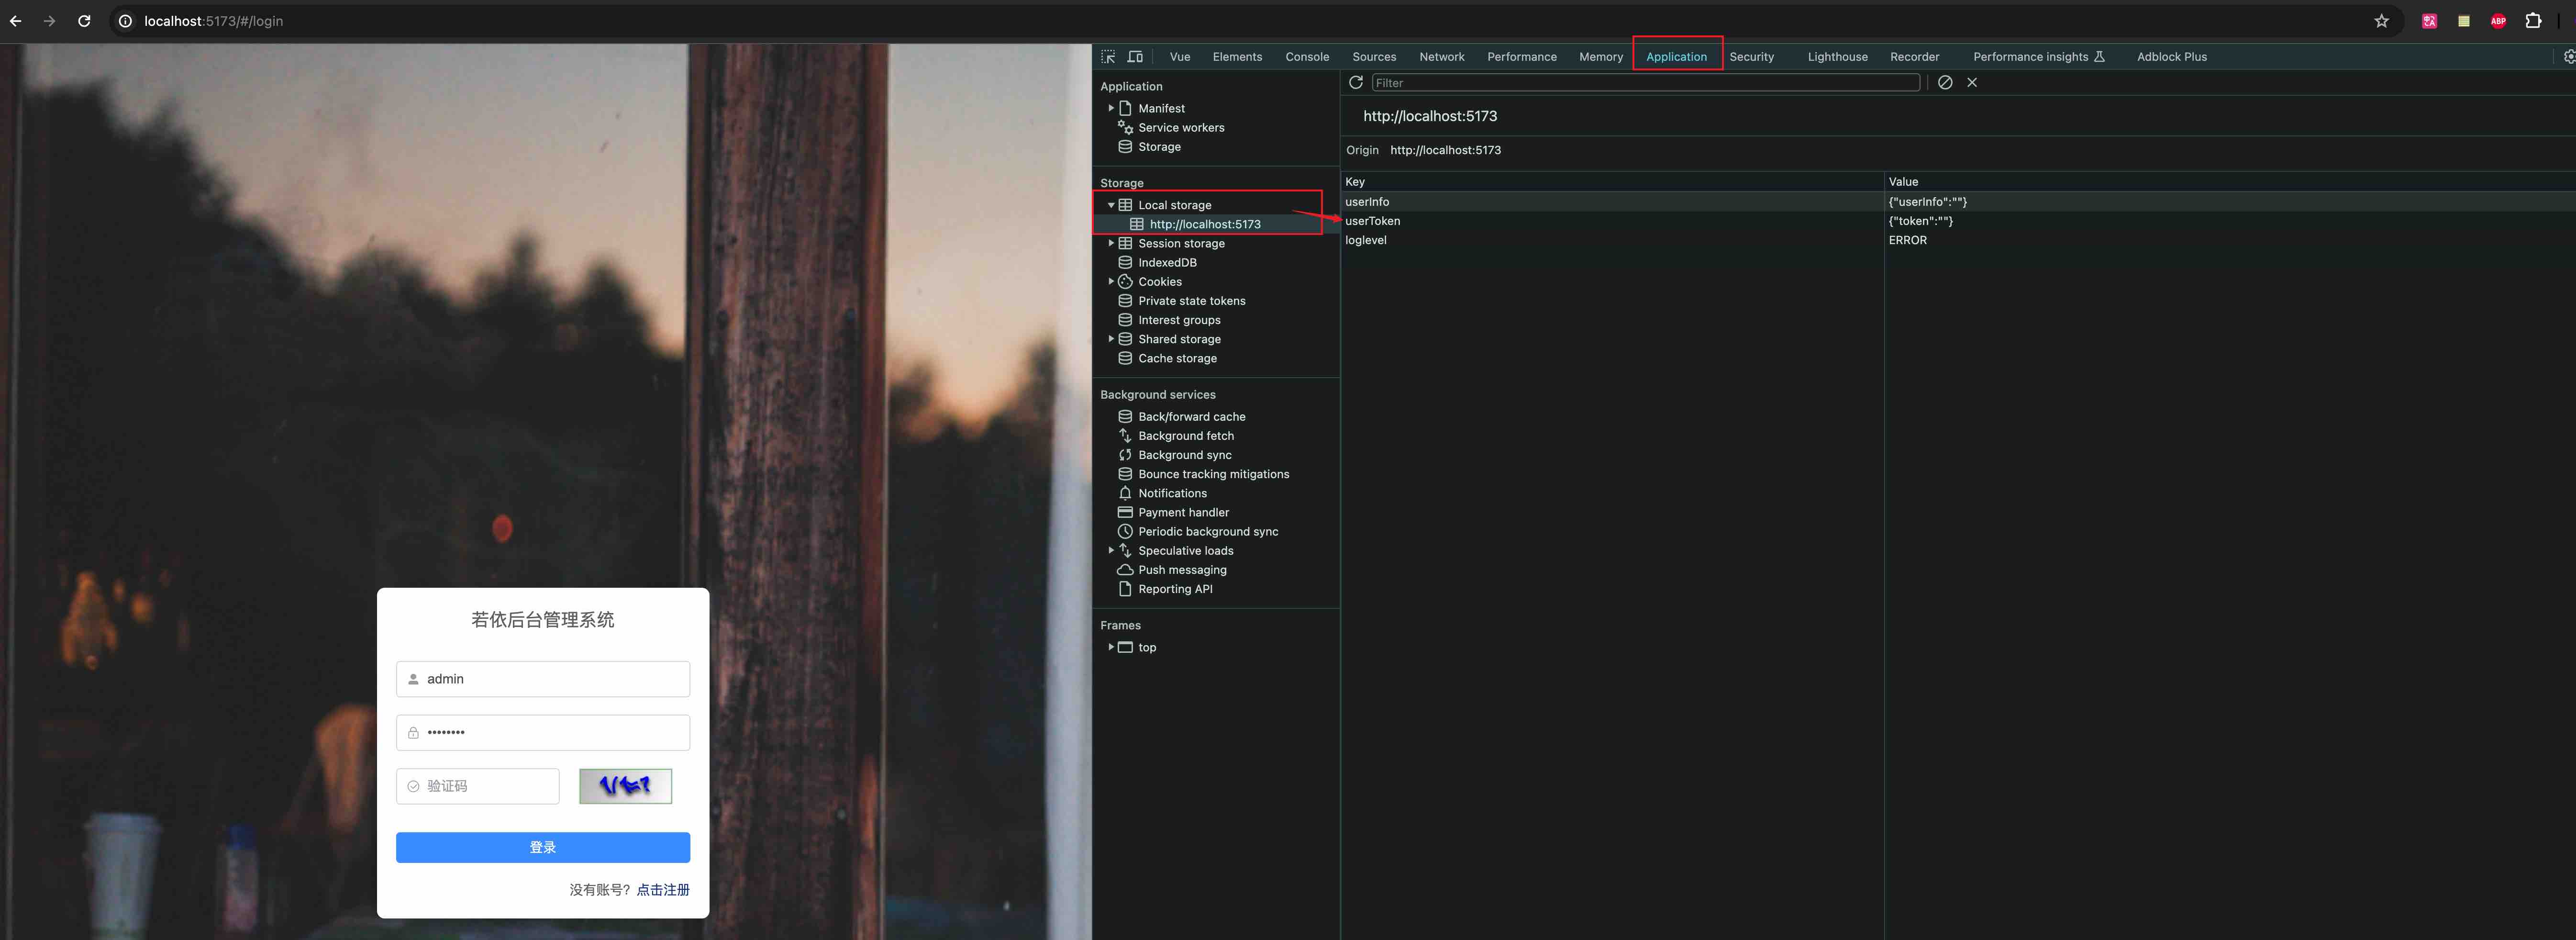 localhost:5173/#/login
Vue Elements Console Sources Network Performance Memory Application Security Lighthouse Recorder Performance insights Adblock Plus
ABP
Application
Manifest
Service workers
Storage
Storage
Local storage
http://localhost:5173
Session storage
IndexedDB
Cookies
Private state tokens
Interest groups
Shared storage
Cache storage
Background services
Back/forward cache
Background fetch
Background sync
Bounce tracking mitigations
Notifications
Payment handler
Periodic background sync
Speculative loads
Push messaging
Reporting API
Frames
top
Filter
http://localhost:5173
Origin http://localhost:5173
Key Value
userInfo {"userInfo":""}
userToken {"token":""}
loglevel ERROR
若依后台管理系统
admin
••••••••
验证码
登录
没有账号? 点击注册